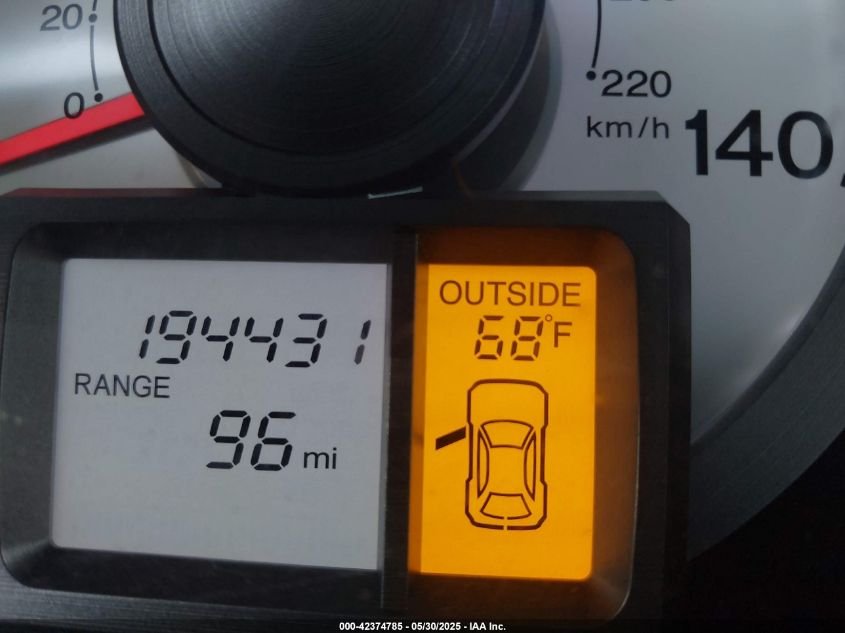 20
0
220
km/h
140
OUTSIDE
68°F
194431
RANGE
96 mi
000-42374785 - 05/30/2025 - IAA Inc.